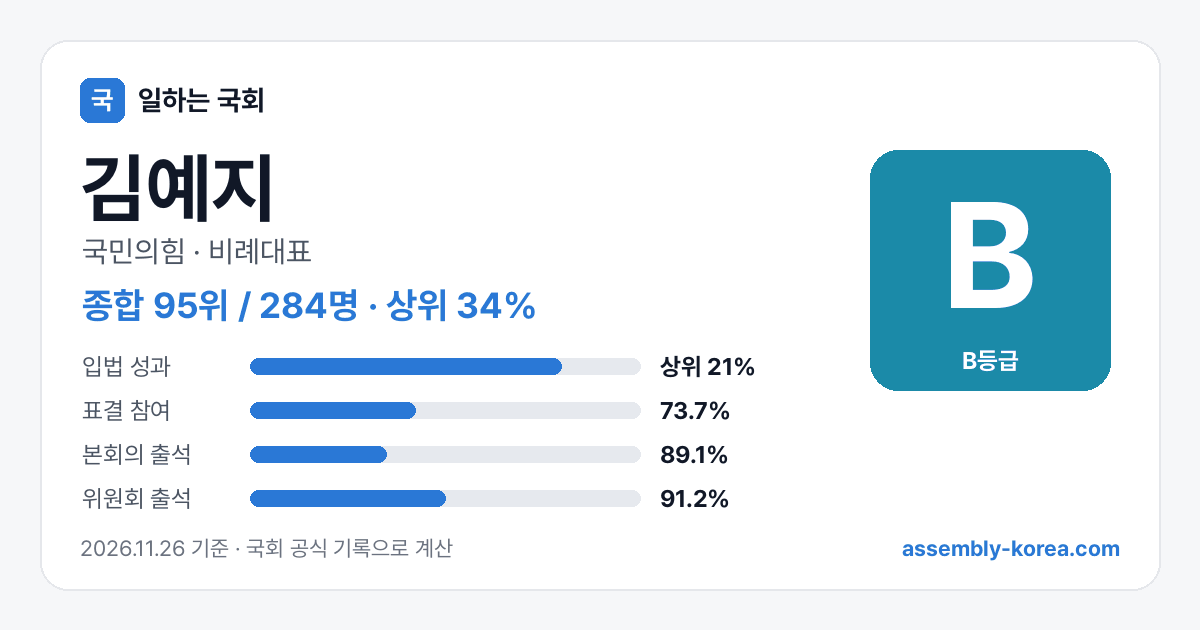 국 일하는 국회
김예지
국민의힘 · 비례대표
종합 95위 / 284명 · 상위 34%
입법 성과 상위 21%
표결 참여 73.7%
본회의 출석 89.1%
위원회 출석 91.2%
B
B등급
2026.11.26 기준 · 국회 공식 기록으로 계산
assembly-korea.com